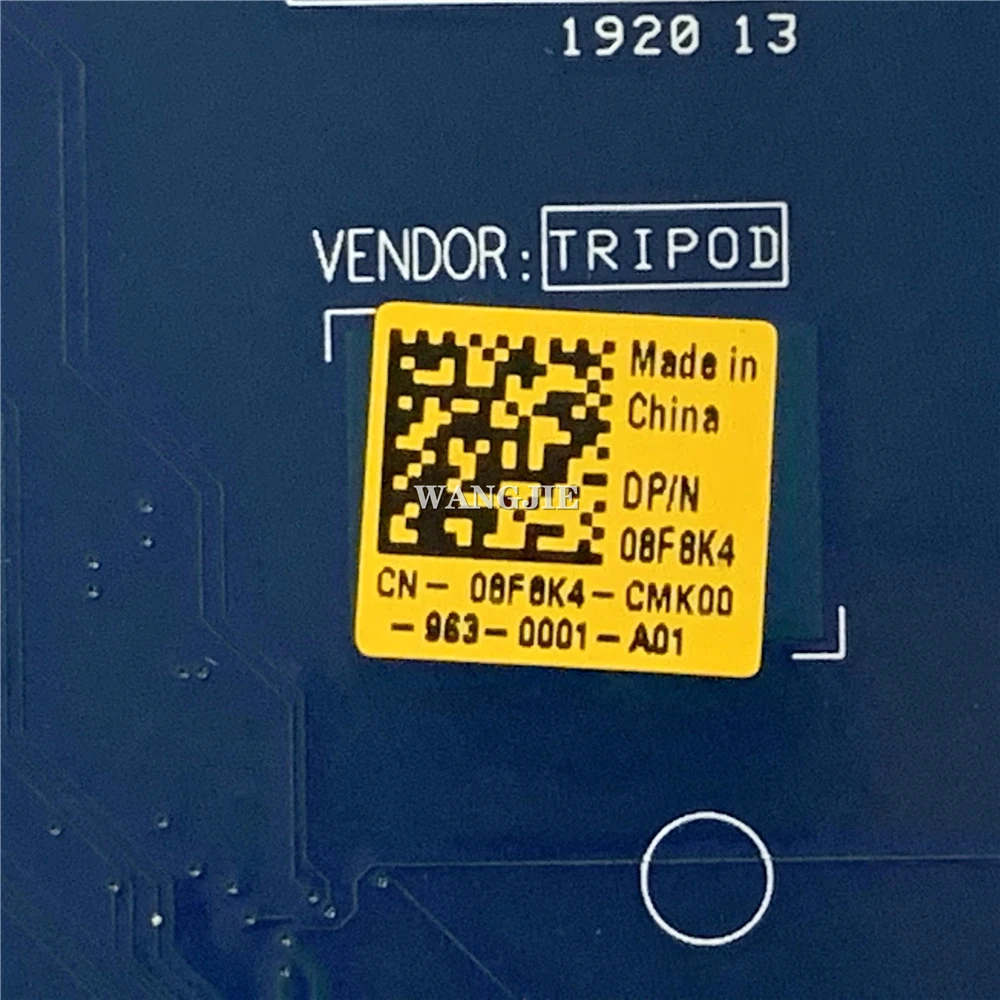 1920 13
VENDOR: TRIPOD
Made in
China
DP/N
08F8K4
WANGJIE
CN- 08F8K4-CMK00
-963-0001-A01